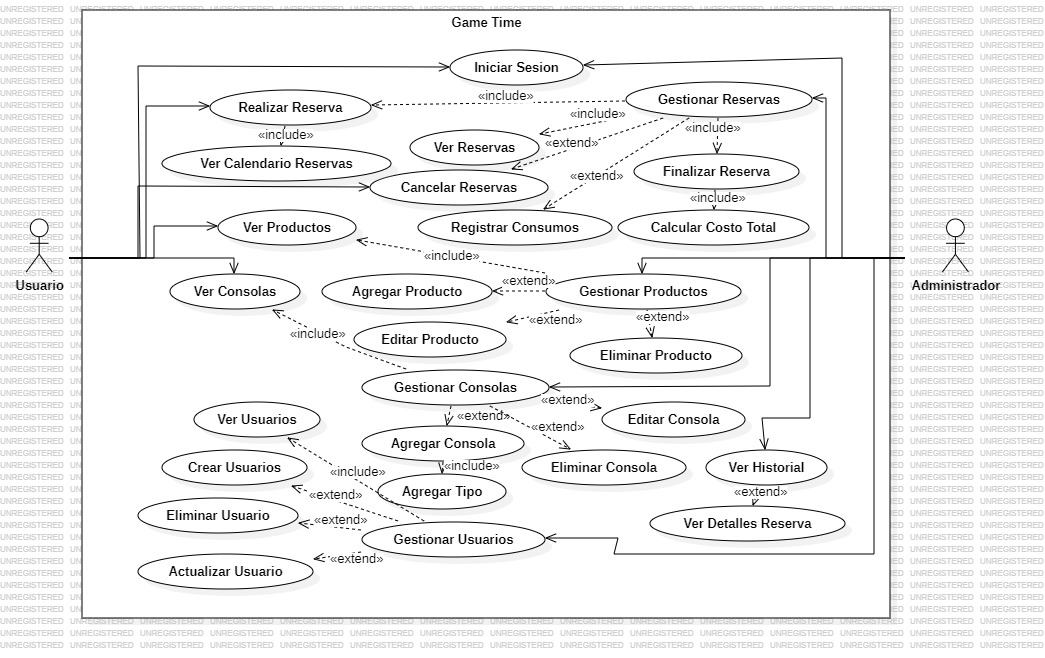 Game Time
Iniciar Sesion
Realizar Reserva
«include»
Gestionar Reservas
«include»
«include»
«include»
Ver Reservas
«extend»
Ver Calendario Reservas
Finalizar Reserva
«extend»
Cancelar Reservas
«include»
Ver Productos
Registrar Consumos
Calcular Costo Total
«include»
Usuario
Administrador
Ver Consolas
Agregar Producto
«extend»
Gestionar Productos
«extend»
«extend»
«include»
Editar Producto
Eliminar Producto
Gestionar Consolas
«extend»
«extend»
Editar Consola
Ver Usuarios
«extend»
Agregar Consola
«include»
Crear Usuarios
«include»
Eliminar Consola
Ver Historial
«extend»
Agregar Tipo
«extend»
Eliminar Usuario
«extend»
Ver Detalles Reserva
Gestionar Usuarios
«extend»
Actualizar Usuario
UNREGISTERED